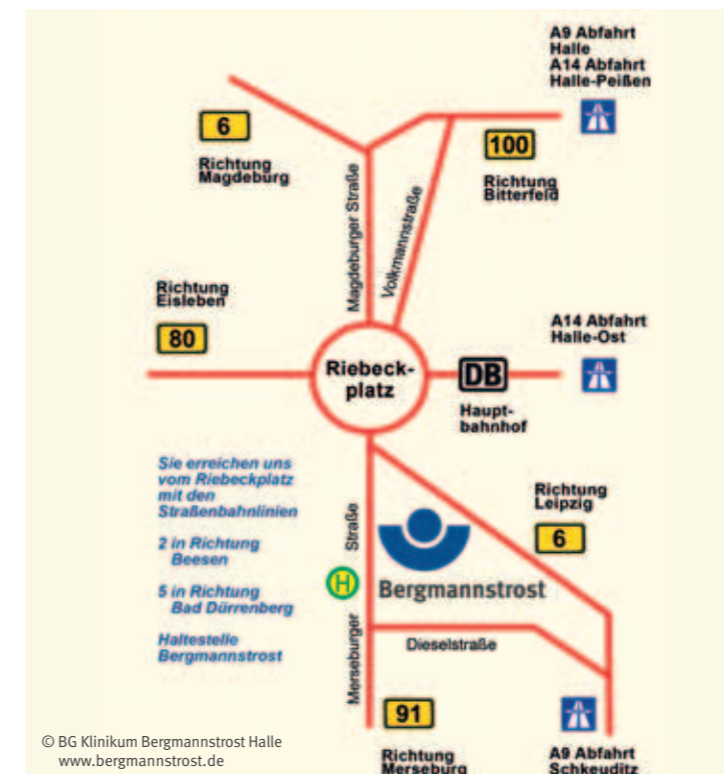 A9 Abfahrt
Halle
A14 Abfahrt
Halle-Peißen
6
Richtung
Magdeburg
100
Richtung
Bitterfeld
Magdeburger Straße
Volkmannstraße
Richtung
Eisleben
80
A14 Abfahrt
Halle-Ost
Riebeck-
platz
DB
Haupt-
bahnhof
Sie erreichen uns
vom Riebeckplatz
mit den
Straßenbahnlinien
2 in Richtung
Beesen
5 in Richtung
Bad Dürrenberg
Haltestelle
Bergmannstrost
Richtung
Leipzig
6
H
Bergmannstrost
Merseburger Straße
Dieselstraße
91
Richtung
Merseburg
A9 Abfahrt
Schkeuditz
© BG Klinikum Bergmannstrost Halle
www.bergmannstrost.de